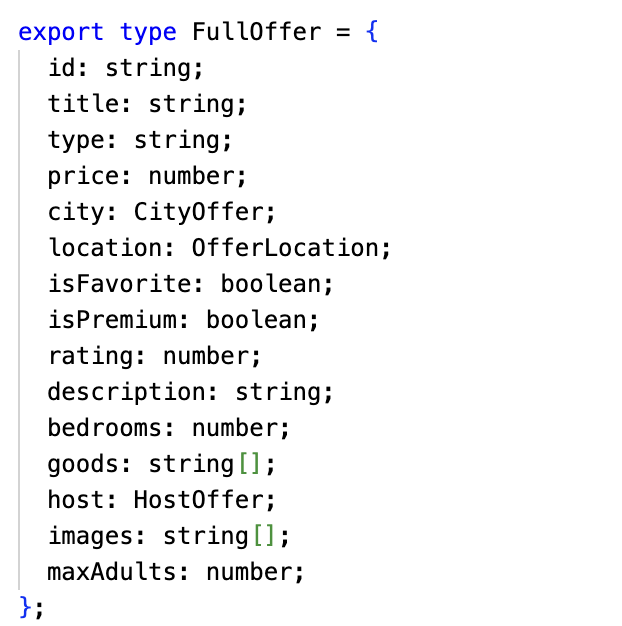 export type FullOffer = {
  id: string;
  title: string;
  type: string;
  price: number;
  city: CityOffer;
  location: OfferLocation;
  isFavorite: boolean;
  isPremium: boolean;
  rating: number;
  description: string;
  bedrooms: number;
  goods: string[];
  host: HostOffer;
  images: string[];
  maxAdults: number;
};